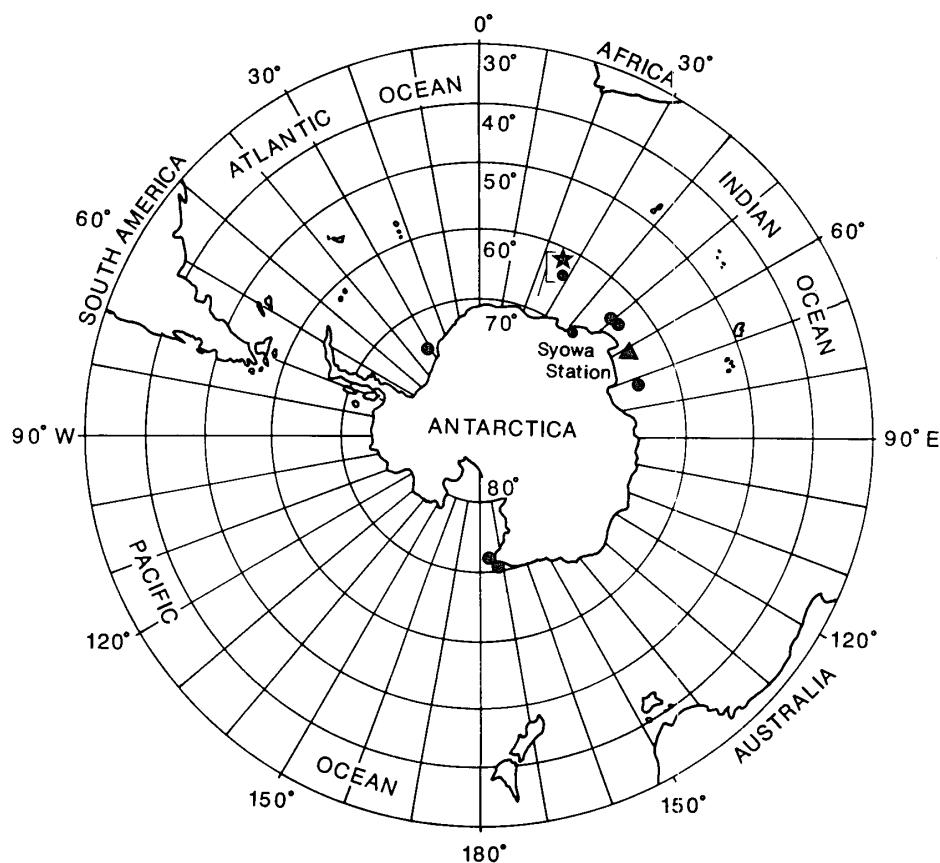 0°
30°
AFRICA
30°
30°
OCEAN
ATLANTIC
40°
SOUTH AMERICA
50°
INDIAN
60°
60°
60°
OCEAN
70°
Syowa
Station
ANTARCTICA
90° W
90° E
80°
PACIFIC
120°
120°
AUSTRALIA
OCEAN
150°
150°
180°